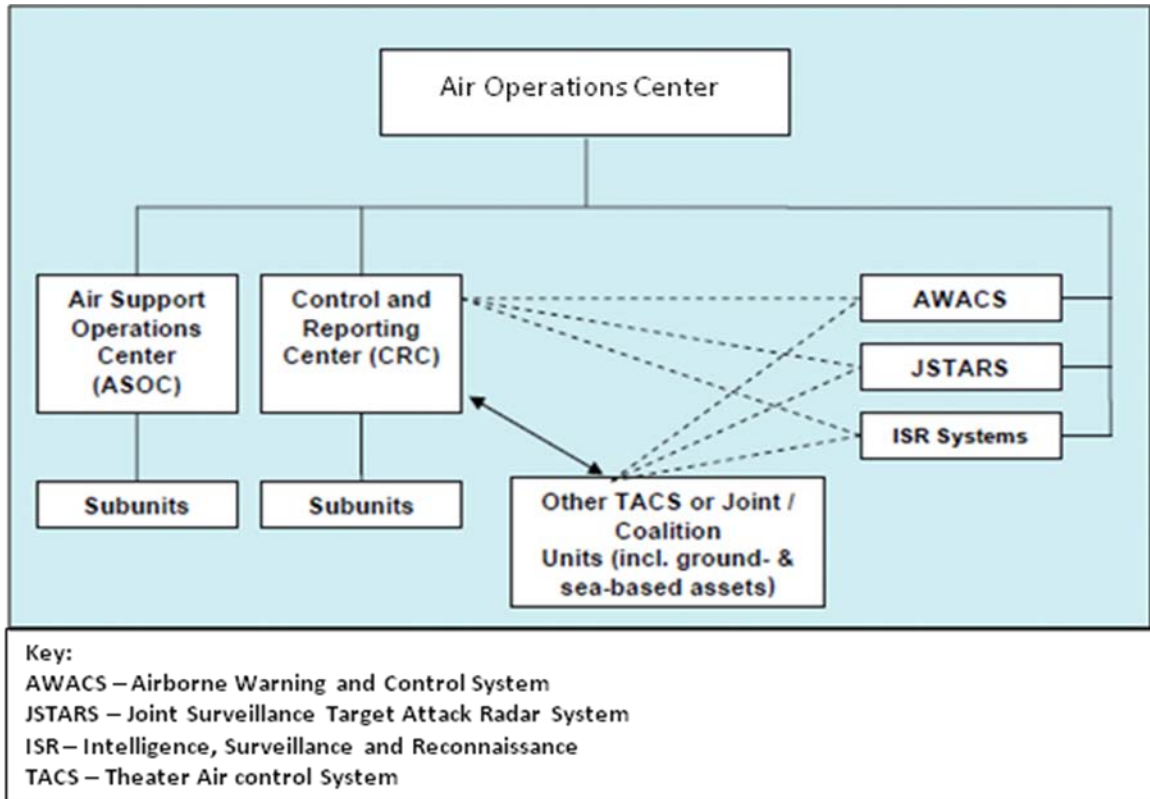 Air Operations Center
Air Support
Operations
Center
(ASOC)
Control and
Reporting
Center (CRC)
AWACS
JSTARS
ISR Systems
Subunits
Subunits
Other TACS or Joint /
Coalition
Units (incl. ground- &
sea-based assets)
Key:
AWACS – Airborne Warning and Control System
JSTARS – Joint Surveillance Target Attack Radar System
ISR – Intelligence, Surveillance and Reconnaissance
TACS – Theater Air control System